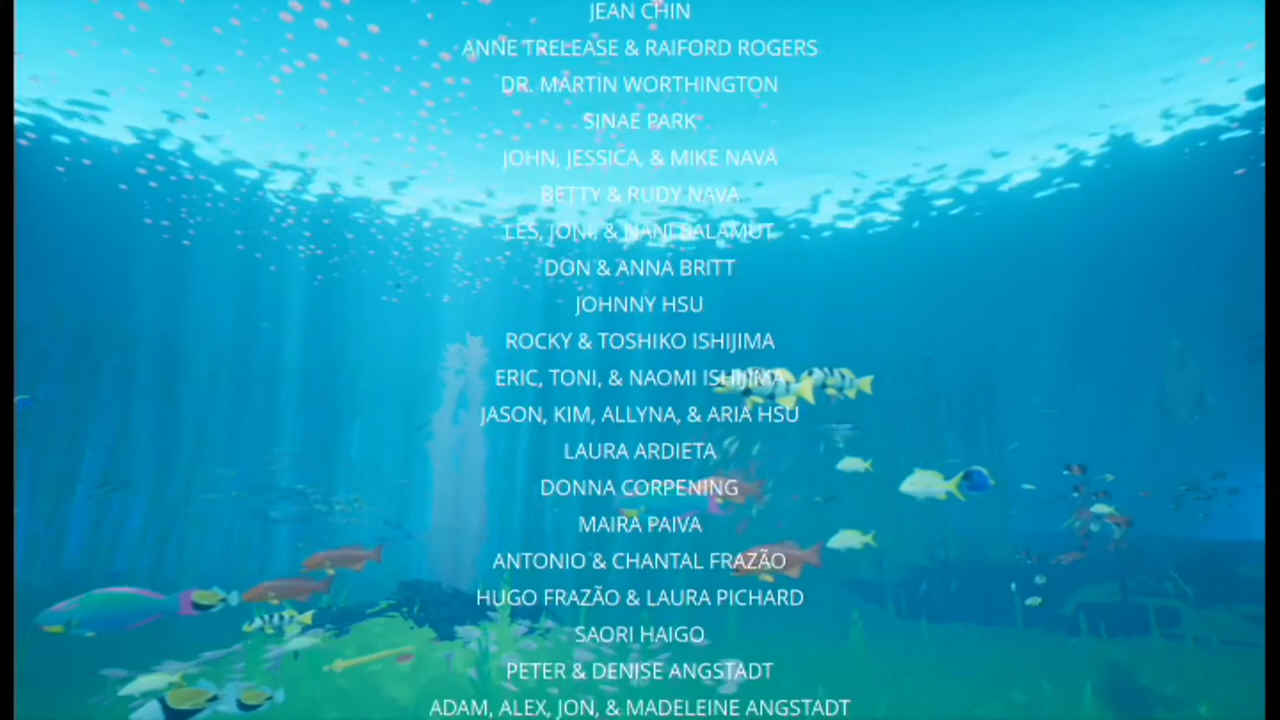 JEAN CHIN
ANNE TRELEASE & RAIFORD ROGERS
DR. MARTIN WORTHINGTON
SINAE PARK
JOHN, JESSICA, & MIKE NAVA
BETTY & RUDY NAVA
LES, JONI, & NANI BALAMUT
DON & ANNA BRITT
JOHNNY HSU
ROCKY & TOSHIKO ISHIJIMA
ERIC, TONI, & NAOMI ISHIJIMA
JASON, KIM, ALLYNA, & ARIA HSU
LAURA ARDIETA
DONNA CORPENING
MAIRA PAIVA
ANTONIO & CHANTAL FRAZÃO
HUGO FRAZÃO & LAURA PICHARD
SAORI HAIGO
PETER & DENISE ANGSTADT
ADAM, ALEX, JON, & MADELEINE ANGSTADT